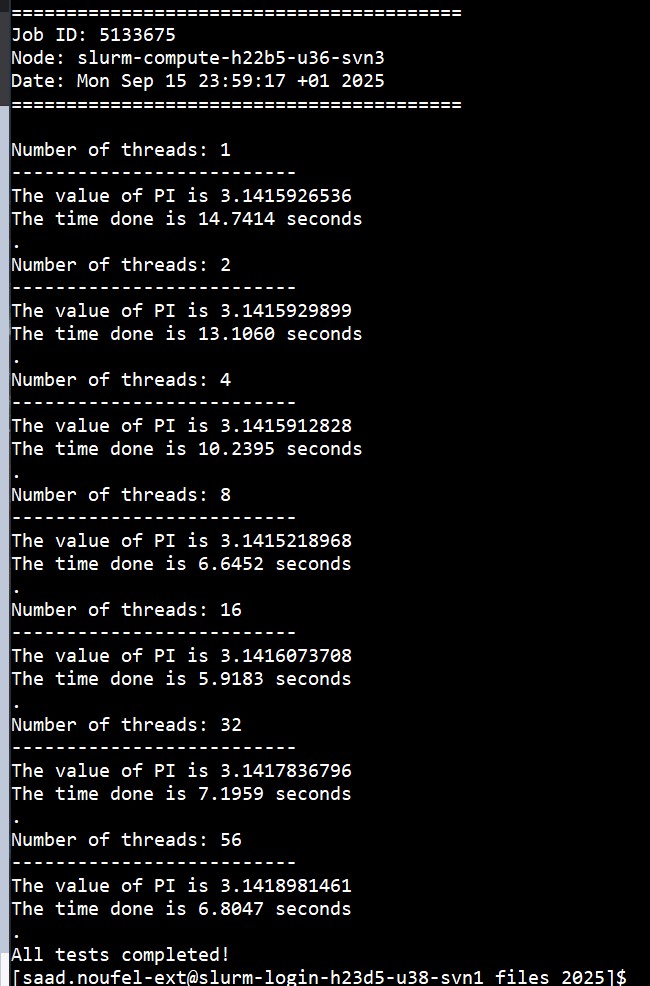 =========================================
Job ID: 5133675
Node: slurm-compute-h22b5-u36-svn3
Date: Mon Sep 15 23:59:17 +01 2025
=========================================
Number of threads: 1
--------------------------
The value of PI is 3.1415926536
The time done is 14.7414 seconds
.
Number of threads: 2
--------------------------
The value of PI is 3.1415929899
The time done is 13.1060 seconds
.
Number of threads: 4
--------------------------
The value of PI is 3.1415912828
The time done is 10.2395 seconds
.
Number of threads: 8
--------------------------
The value of PI is 3.1415218968
The time done is 6.6452 seconds
.
Number of threads: 16
--------------------------
The value of PI is 3.1416073708
The time done is 5.9183 seconds
.
Number of threads: 32
--------------------------
The value of PI is 3.1417836796
The time done is 7.1959 seconds
.
Number of threads: 56
--------------------------
The value of PI is 3.1418981461
The time done is 6.8047 seconds
.
All tests completed!
[saad.noufel-ext@slurm-login-h23d5-u38-svn1 files 2025]$